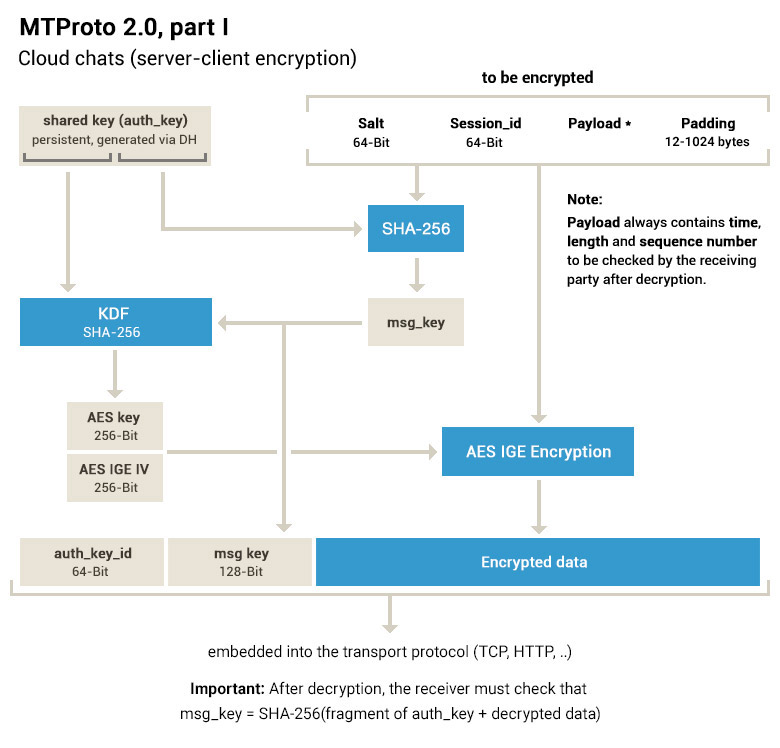 MTProto 2.0, part I
Cloud chats (server-client encryption)
to be encrypted
shared key (auth_key)
persistent, generated via DH
Salt
64-Bit
Session_id
64-Bit
Payload *
Padding
12-1024 bytes
Note:
Payload always contains time,
length and sequence number
to be checked by the receiving
party after decryption.
SHA-256
KDF
SHA-256
msg_key
AES key
256-Bit
AES IGE IV
256-Bit
AES IGE Encryption
auth_key_id
64-Bit
msg key
128-Bit
Encrypted data
embedded into the transport protocol (TCP, HTTP, ..)
Important: After decryption, the receiver must check that
msg_key = SHA-256(fragment of auth_key + decrypted data)